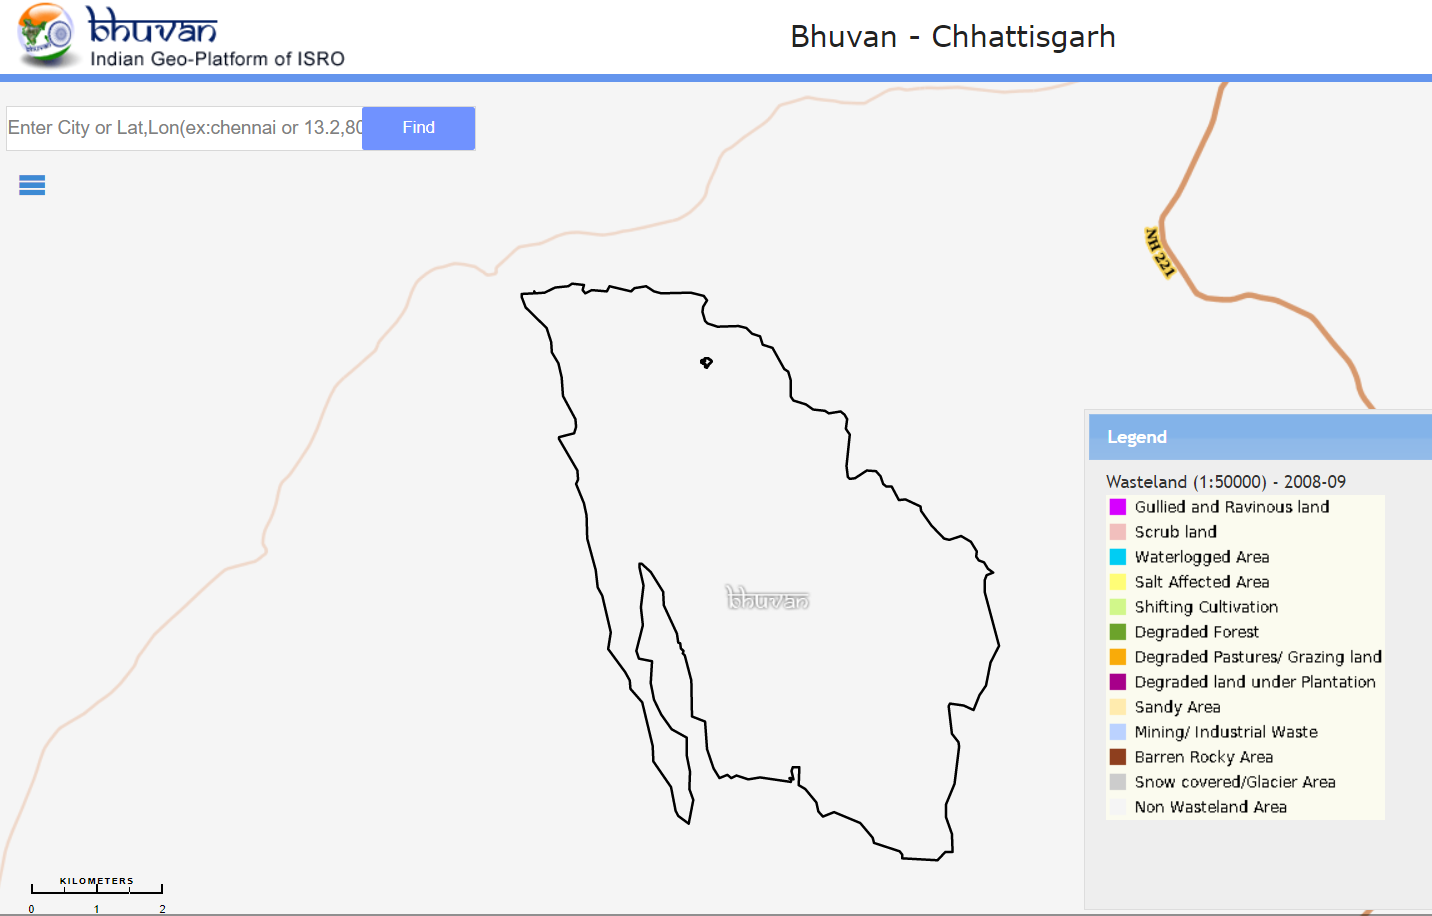 bhuvan
Indian Geo-Platform of ISRO
Bhuvan - Chhattisgarh
Enter City or Lat,Lon(ex:chennai or 13.2,80
Find
NH 221
Legend
Wasteland (1:50000) - 2008-09
Gullied and Ravinous land
Scrub land
Waterlogged Area
Salt Affected Area
Shifting Cultivation
Degraded Forest
Degraded Pastures/ Grazing land
Degraded land under Plantation
Sandy Area
Mining/ Industrial Waste
Barren Rocky Area
Snow covered/Glacier Area
Non Wasteland Area
bhuvan
KILOMETERS
0 1 2